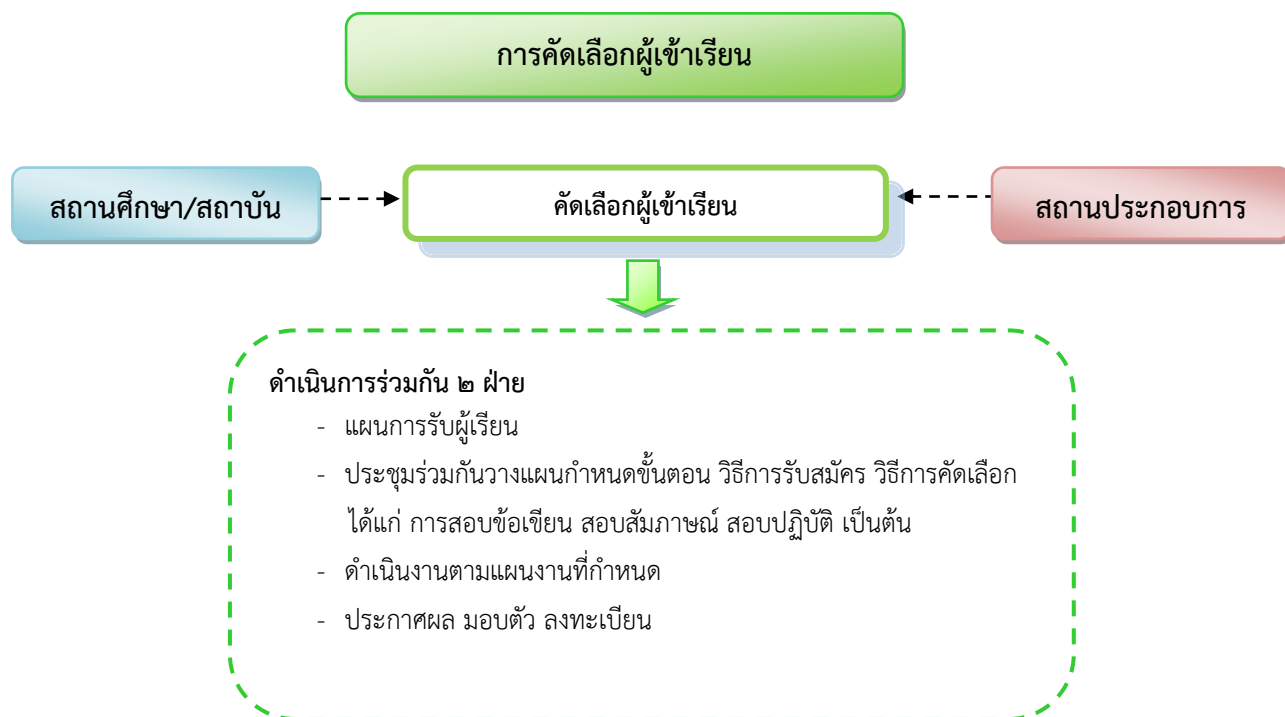 การคัดเลือกผู้เข้าเรียน
สถานศึกษา/สถาบัน
คัดเลือกผู้เข้าเรียน
สถานประกอบการ
ดำเนินการร่วมกัน ๒ ฝ่าย
- แผนการรับผู้เรียน
- ประชุมร่วมกันวางแผนกำหนดขั้นตอน วิธีการรับสมัคร วิธีการคัดเลือก
ได้แก่ การสอบข้อเขียน สอบสัมภาษณ์ สอบปฏิบัติ เป็นต้น
- ดำเนินงานตามแผนงานที่กำหนด
- ประกาศผล มอบตัว ลงทะเบียน